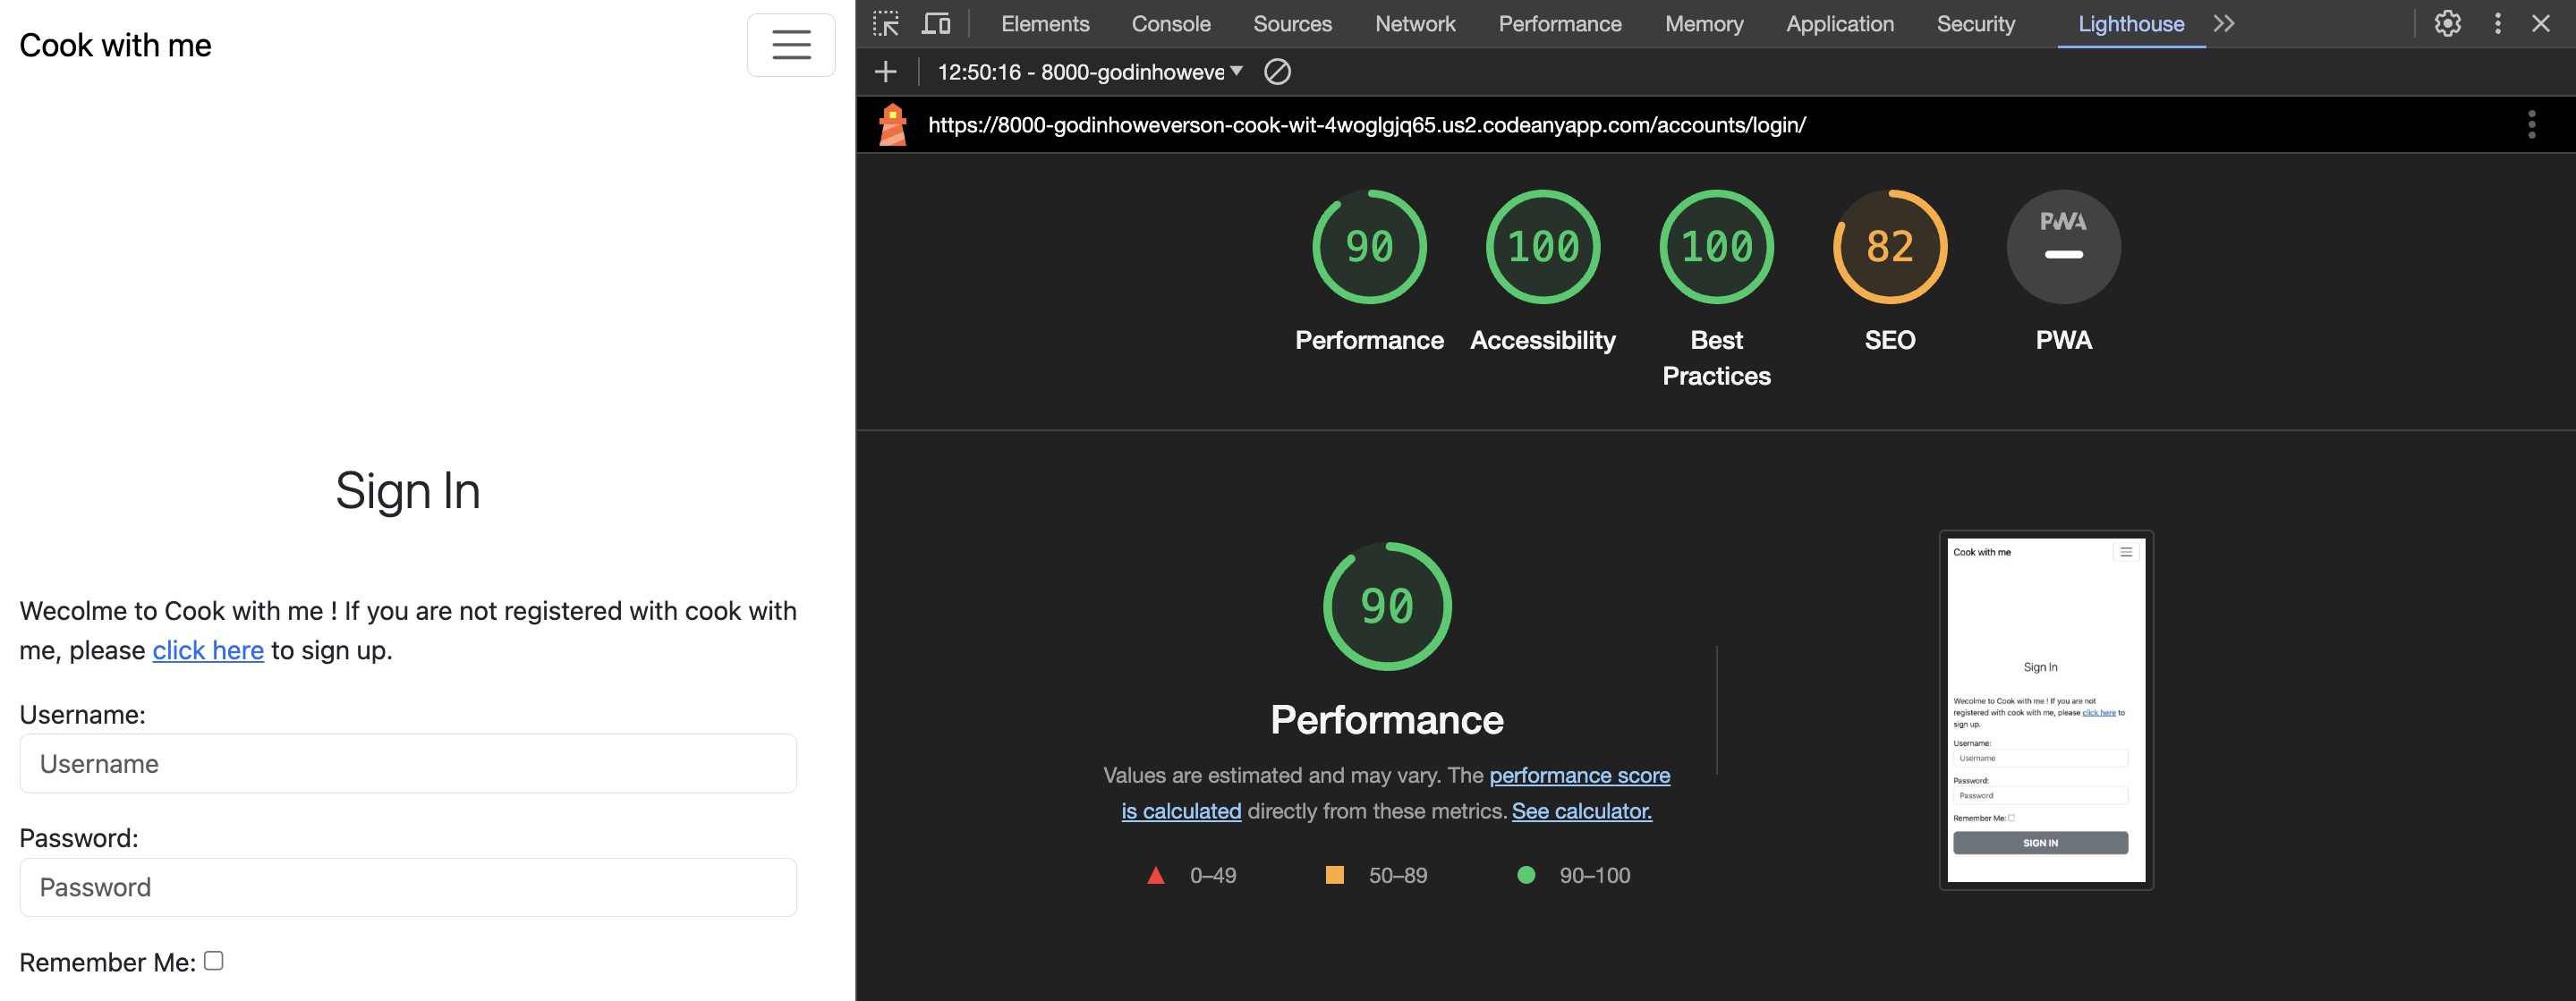 Cook with me
Sign In
Wecolme to Cook with me ! If you are not registered with cook with
me, please click here to sign up.
Username:
Username
Password:
Password
Remember Me:
Elements Console Sources Network Performance Memory Application Security Lighthouse
12:50:16 - 8000-godinhoweve
https://8000-godinhoweverson-cook-wit-4woglgjq65.us2.codeanyapp.com/accounts/login/
90 100 100 82 PWA
Performance Accessibility Best Practices SEO PWA
90
Performance
Values are estimated and may vary. The performance score
is calculated directly from these metrics. See calculator.
0–49 50–89 90–100
Cook with me
Sign In
Wecolme to Cook with me ! If you are not
registered with cook with me, please click here to
sign up.
Username:
Username
Password:
Password
Remember Me:
SIGN IN